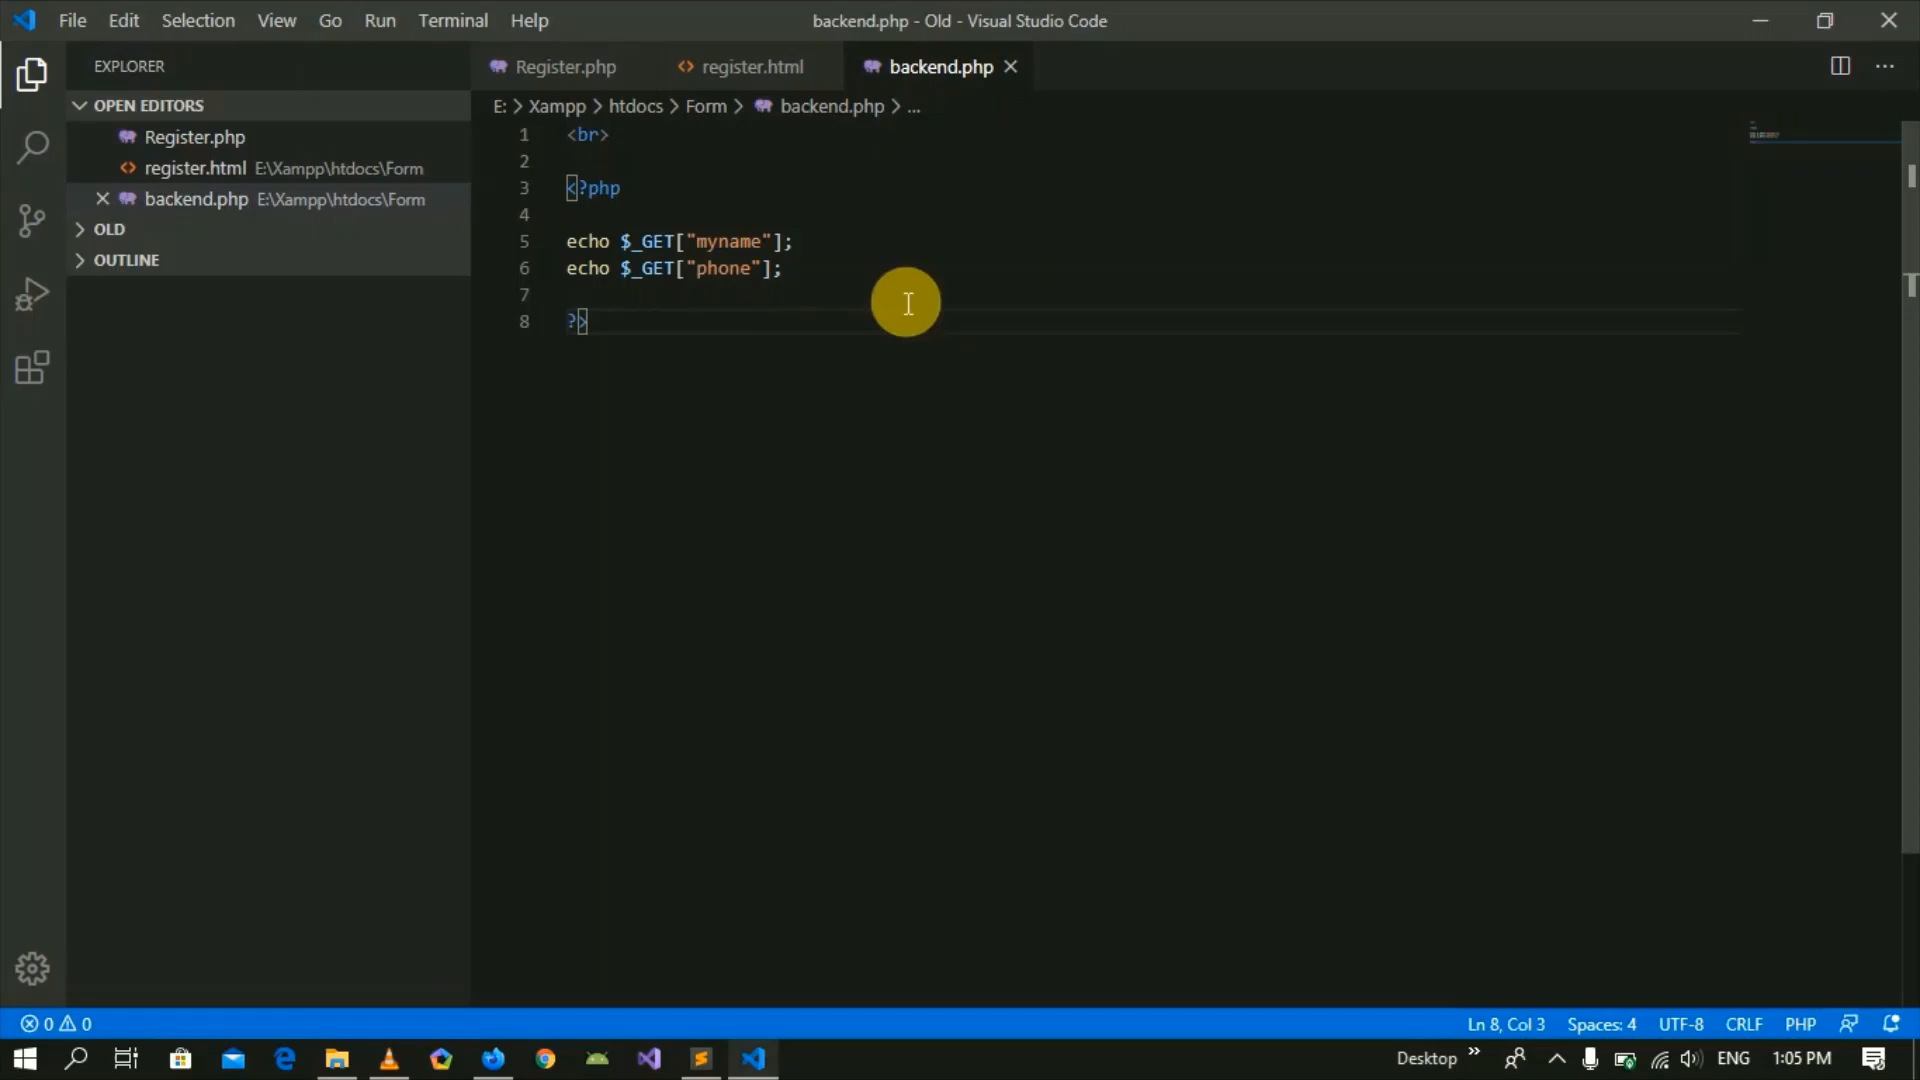 File Edit Selection View Go Run Terminal Help
backend.php - Old - Visual Studio Code
EXPLORER
OPEN EDITORS
Register.php
register.html E:\Xampp\htdocs\Form
backend.php E:\Xampp\htdocs\Form
OLD
OUTLINE
Register.php register.html backend.php
E: > Xampp > htdocs > Form > backend.php > ...
1 <br>
2
3 <?php
4
5 echo $_GET["myname"];
6 echo $_GET["phone"];
7
8 ?>
0 0
Ln 8, Col 3 Spaces: 4 UTF-8 CRLF PHP
Desktop » ENG 1:05 PM